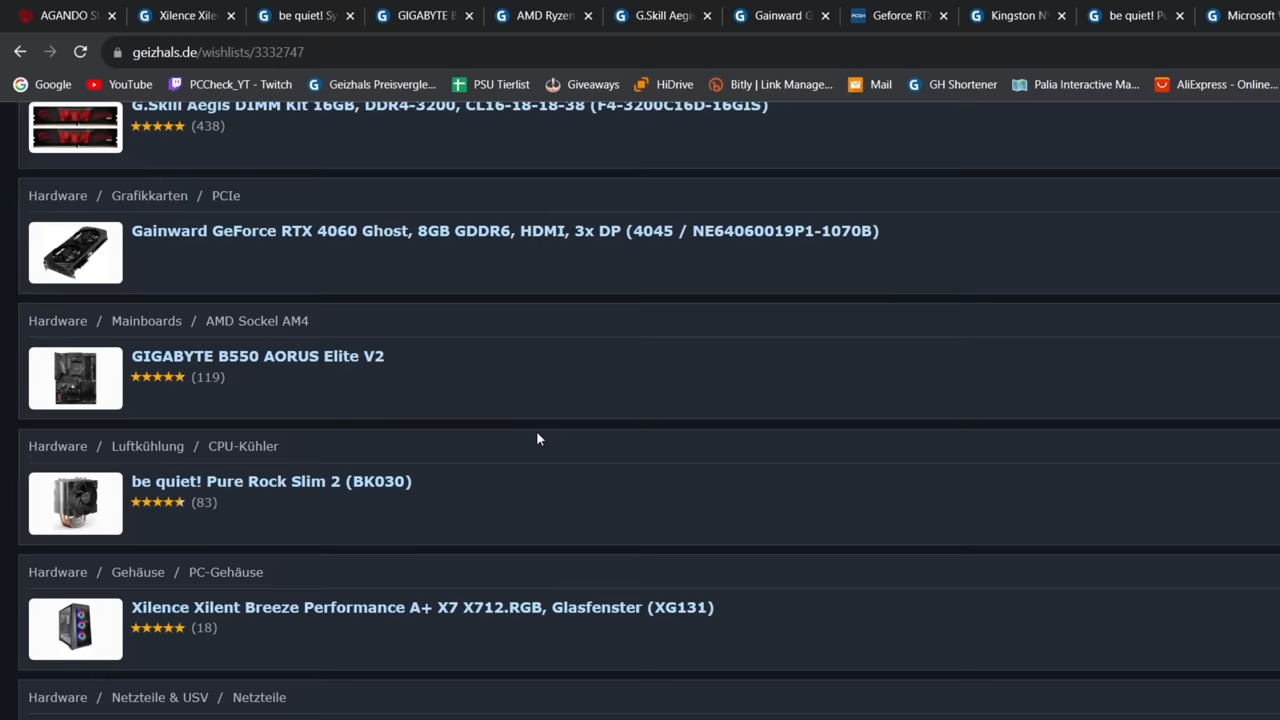 AGANDO S
Xilence Xile
be quiet! Sy
GIGABYTE B
AMD Ryzen
G.Skill Aegi
Gainward G
Geforce RTX
Kingston N
be quiet! Pu
Microsoft
geizhals.de/wishlists/3332747
Google
YouTube
PCCheck_YT - Twitch
Geizhals Preisvergle...
PSU Tierlist
Giveaways
HiDrive
Bitly | Link Manage...
Mail
GH Shortener
Palia Interactive Ma...
AliExpress - Online...
G.Skill Aegis DIMM Kit 16GB, DDR4-3200, CL16-18-18-38 (F4-3200C16D-16GIS)
(438)
Hardware / Grafikkarten / PCIe
Gainward GeForce RTX 4060 Ghost, 8GB GDDR6, HDMI, 3x DP (4045 / NE64060019P1-1070B)
Hardware / Mainboards / AMD Sockel AM4
GIGABYTE B550 AORUS Elite V2
(119)
Hardware / Luftkühlung / CPU-Kühler
be quiet! Pure Rock Slim 2 (BK030)
(83)
Hardware / Gehäuse / PC-Gehäuse
Xilence Xilent Breeze Performance A+ X7 X712.RGB, Glasfenster (XG131)
(18)
Hardware / Netzteile & USV / Netzteile